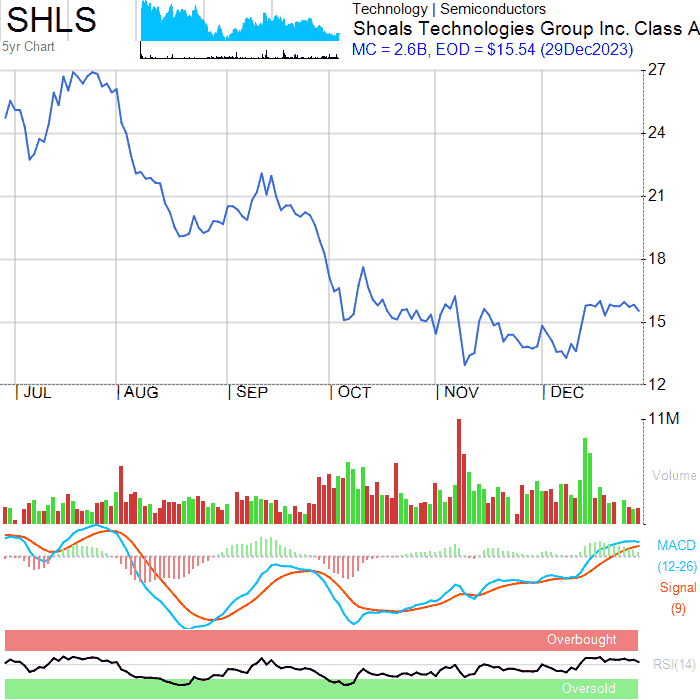 SHLS
5yr Chart
Technology | Semiconductors
Shoals Technologies Group Inc. Class A
MC = 2.6B, EOD = $15.54 (29Dec2023)
27
24
21
18
15
12
JUL AUG SEP OCT NOV DEC
11M
Volume
MACD
(12-26)
Signal
(9)
Overbought
RSI(14)
Oversold